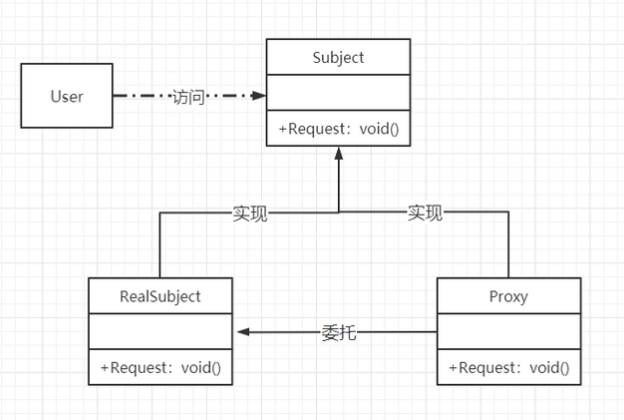 Subject
User
访问
+Request：void()
实现
实现
RealSubject
Proxy
委托
+Request：void()
+Request：void()